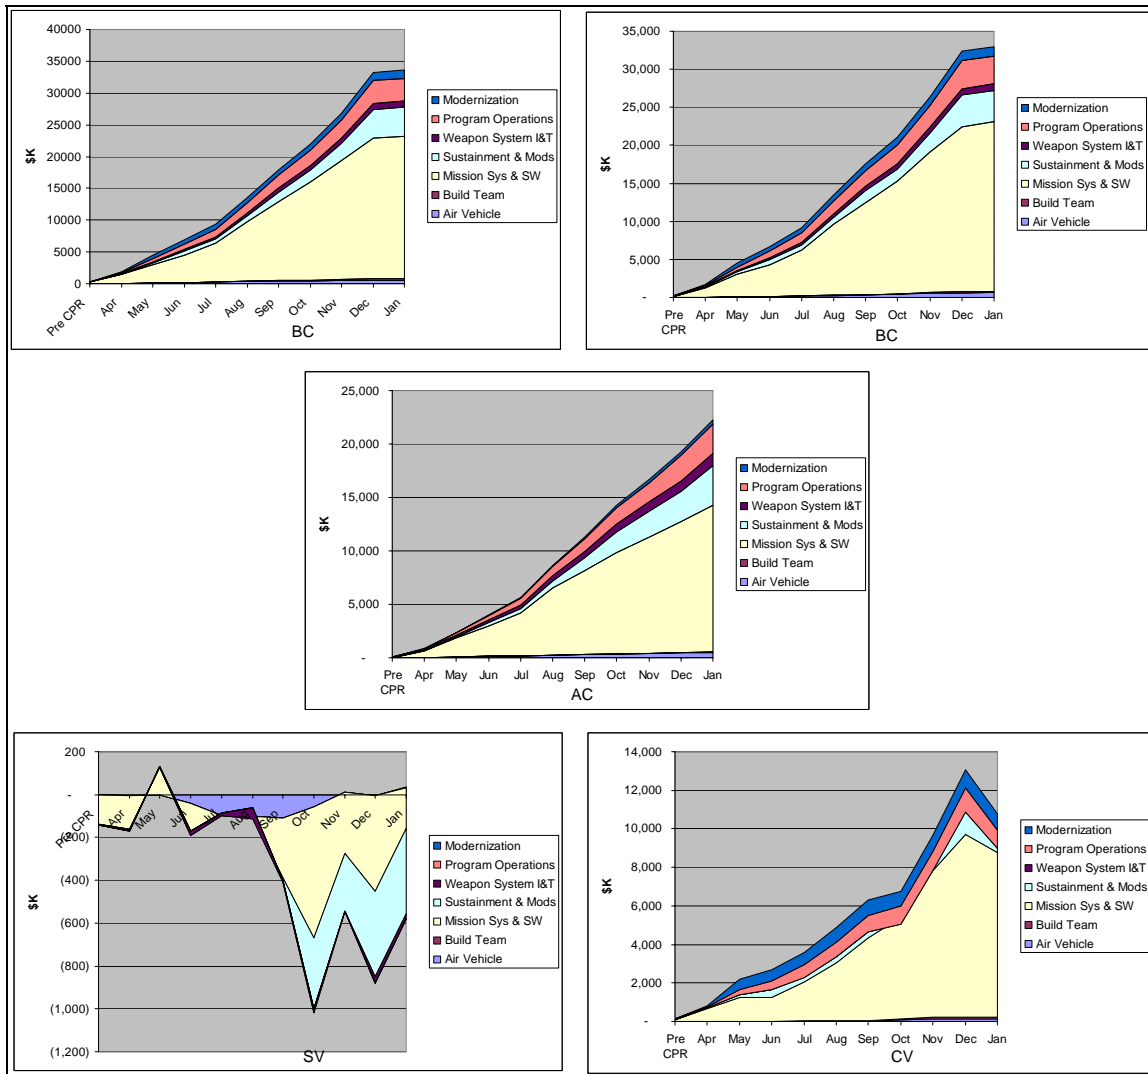 40000
35000
30000
25000
20000
15000
10000
5000
0
$K
Pre CPR
Apr
May
Jun
Jul
Aug
Sep
Oct
Nov
Dec
Jan
BC
Modernization
Program Operations
Weapon System I&T
Sustainment & Mods
Mission Sys & SW
Build Team
Air Vehicle
35,000
30,000
25,000
20,000
15,000
10,000
5,000
-
$K
Pre Apr May Jun Jul Aug Sep Oct Nov Dec Jan
CPR
BC
Modernization
Program Operations
Weapon System I&T
Sustainment & Mods
Mission Sys & SW
Build Team
Air Vehicle
25,000
20,000
15,000
10,000
5,000
-
$K
Pre Apr May Jun Jul Aug Sep Oct Nov Dec Jan
CPR
AC
Modernization
Program Operations
Weapon System I&T
Sustainment & Mods
Mission Sys & SW
Build Team
Air Vehicle
200
-
(200)
(400)
(600)
(800)
(1,000)
(1,200)
$K
Pre CPR
Apr
May
Jun
Jul
Aug
Sep
Oct
Nov
Dec
Jan
SV
Modernization
Program Operations
Weapon System I&T
Sustainment & Mods
Mission Sys & SW
Build Team
Air Vehicle
14,000
12,000
10,000
8,000
6,000
4,000
2,000
-
$K
Pre Apr May Jun Jul Aug Sep Oct Nov Dec Jan
CPR
CV
Modernization
Program Operations
Weapon System I&T
Sustainment & Mods
Mission Sys & SW
Build Team
Air Vehicle